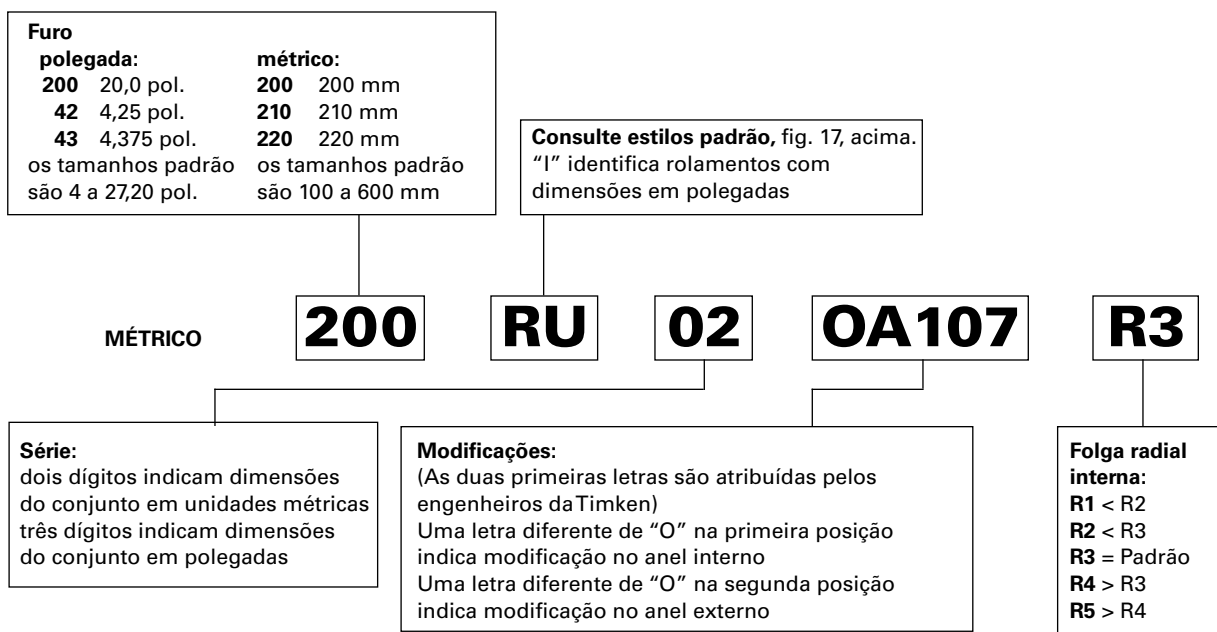 Furo
polegada: métrico:
200 20,0 pol. 200 200 mm
42 4,25 pol. 210 210 mm
43 4,375 pol. 220 220 mm
os tamanhos padrão os tamanhos padrão
são 4 a 27,20 pol. são 100 a 600 mm
Consulte estilos padrão, fig. 17, acima.
“I” identifica rolamentos com
dimensões em polegadas
MÉTRICO 200 RU 02 OA107 R3
Série:
dois dígitos indicam dimensões
do conjunto em unidades métricas
três dígitos indicam dimensões
do conjunto em polegadas
Modificações:
(As duas primeiras letras são atribuídas pelos
engenheiros daTimken)
Uma letra diferente de “O” na primeira posição
indica modificação no anel interno
Uma letra diferente de “O” na segunda posição
indica modificação no anel externo
Folga radial
interna:
R1 < R2
R2 < R3
R3 = Padrão
R4 > R3
R5 > R4